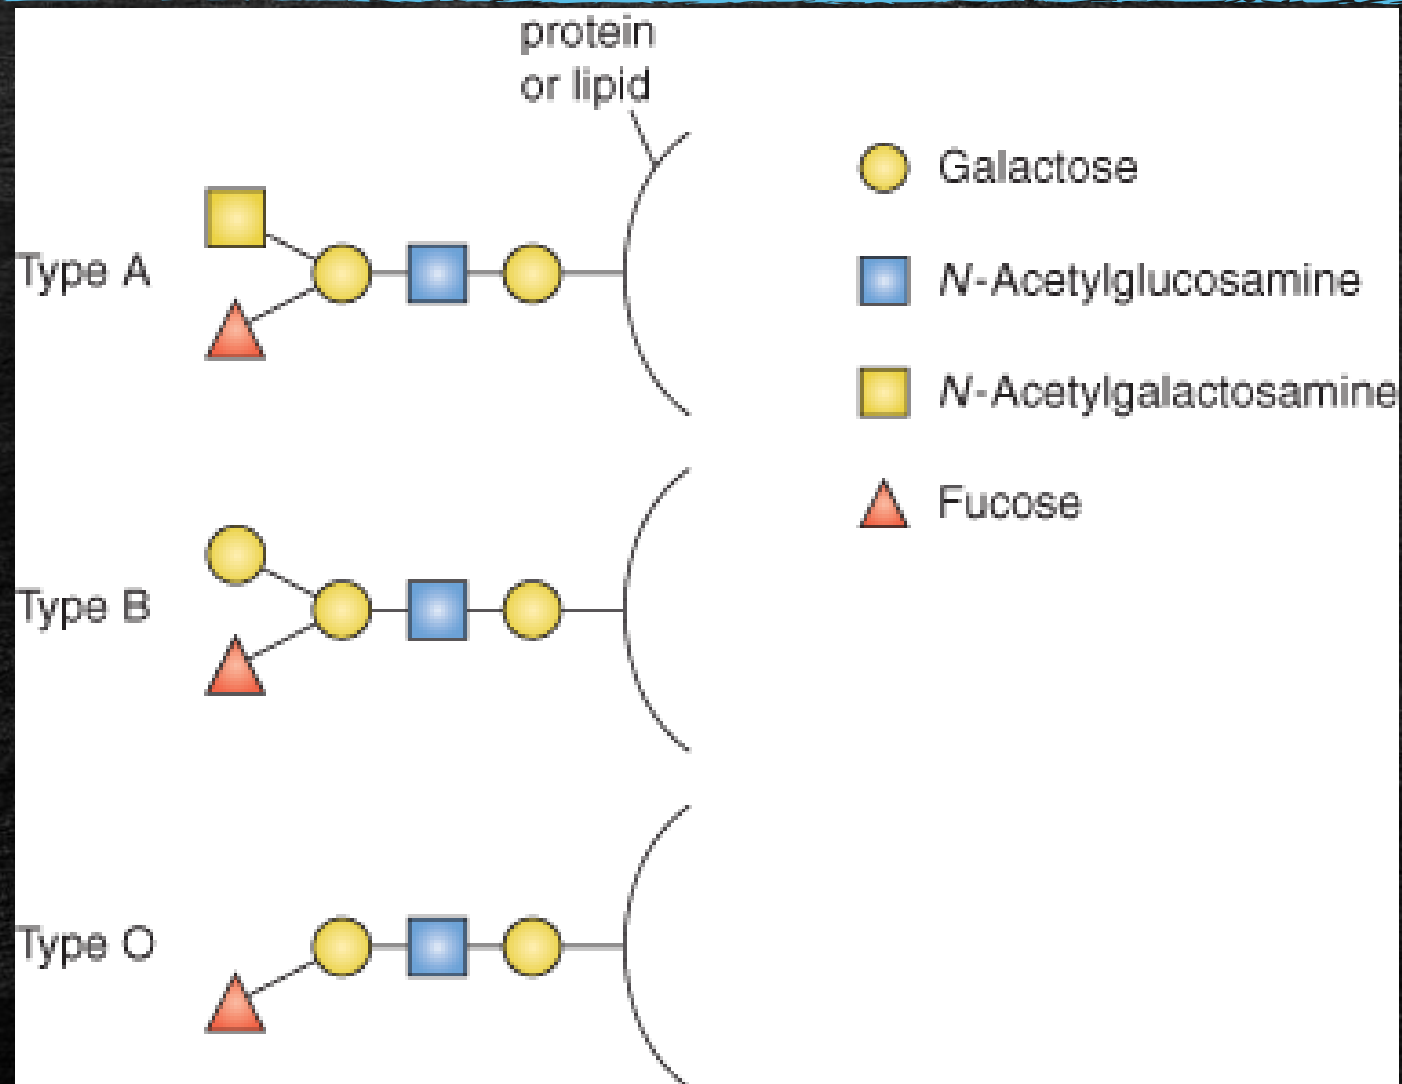 protein
or lipid
Type A
Galactose
N-Acetylglucosamine
N-Acetylgalactosamine
Fucose
Type B
Type O